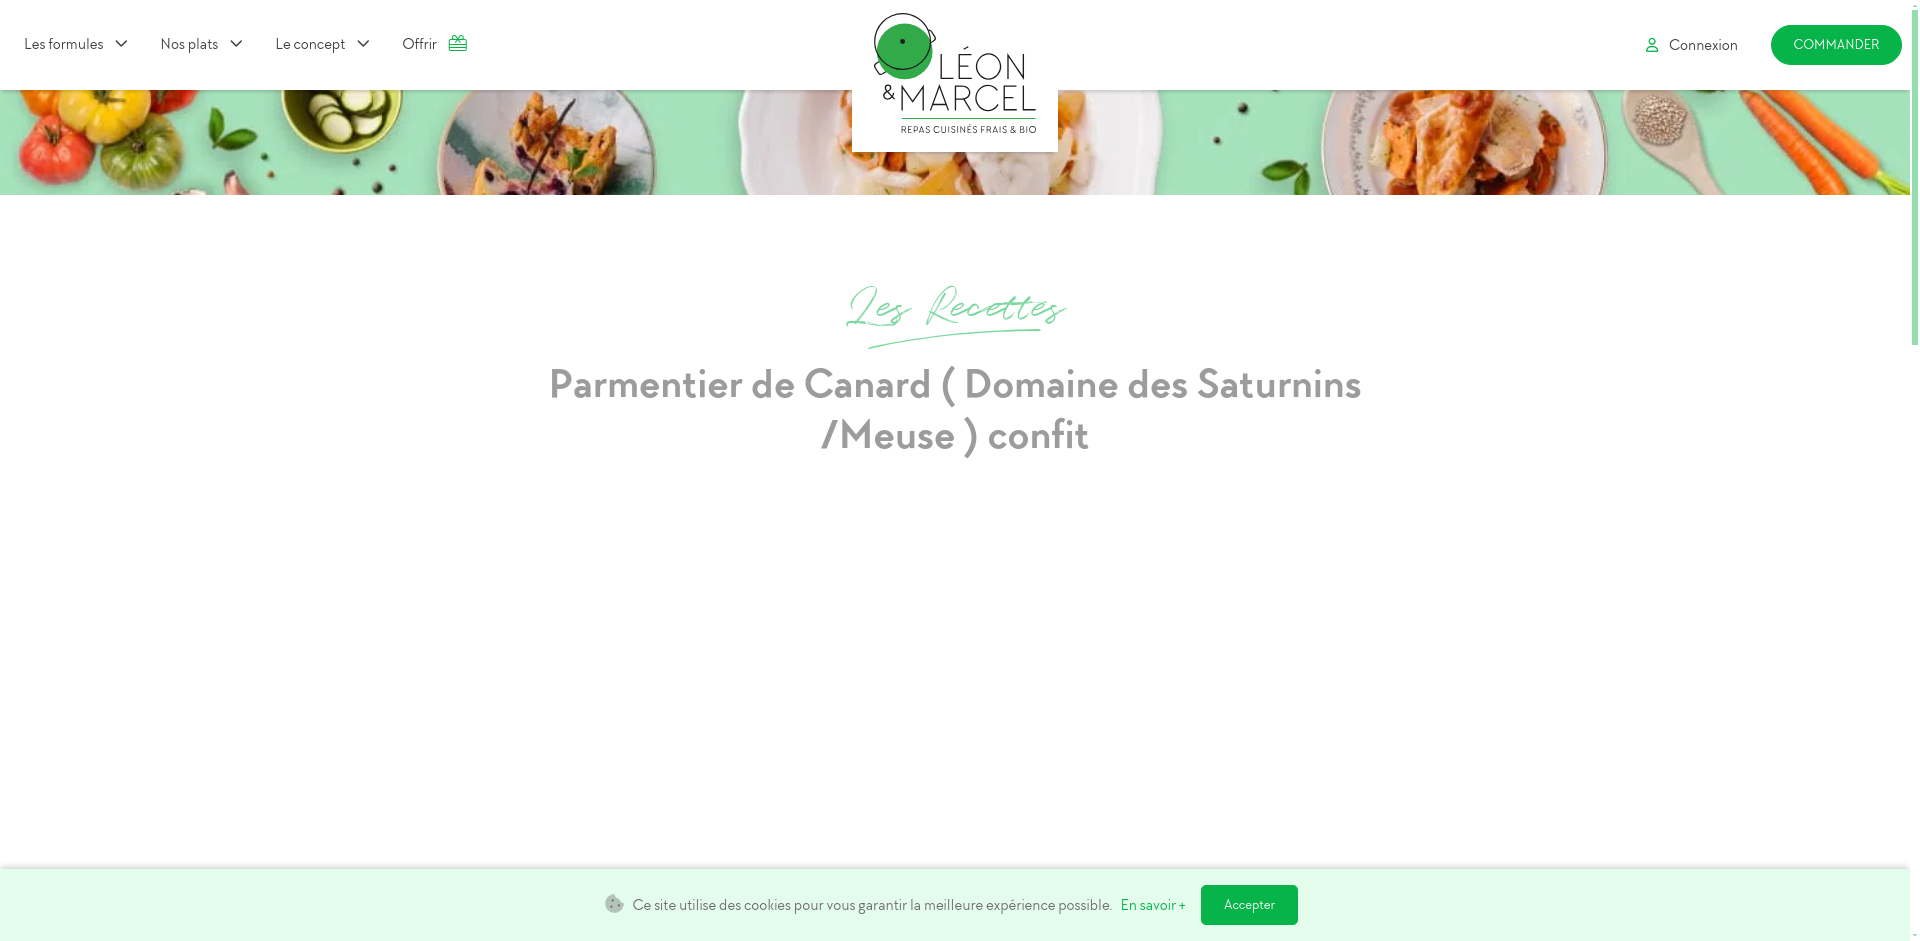 Les formules
Nos plats
Le concept
Offrir
LÉON
&MARCEL
REPAS CUISINÉS FRAIS & BIO
Connexion
COMMANDER
Les Recettes
Parmentier de Canard ( Domaine des Saturnins
/Meuse ) confit
Ce site utilise des cookies pour vous garantir la meilleure expérience possible. En savoir +
Accepter